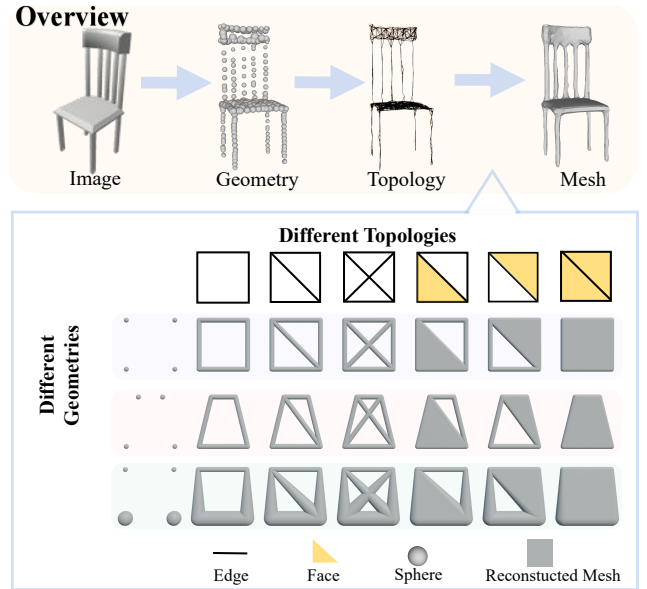 Overview
Image
Geometry
Topology
Mesh
Different Topologies
Different
Geometries
Edge
Face
Sphere
Reconstucted Mesh